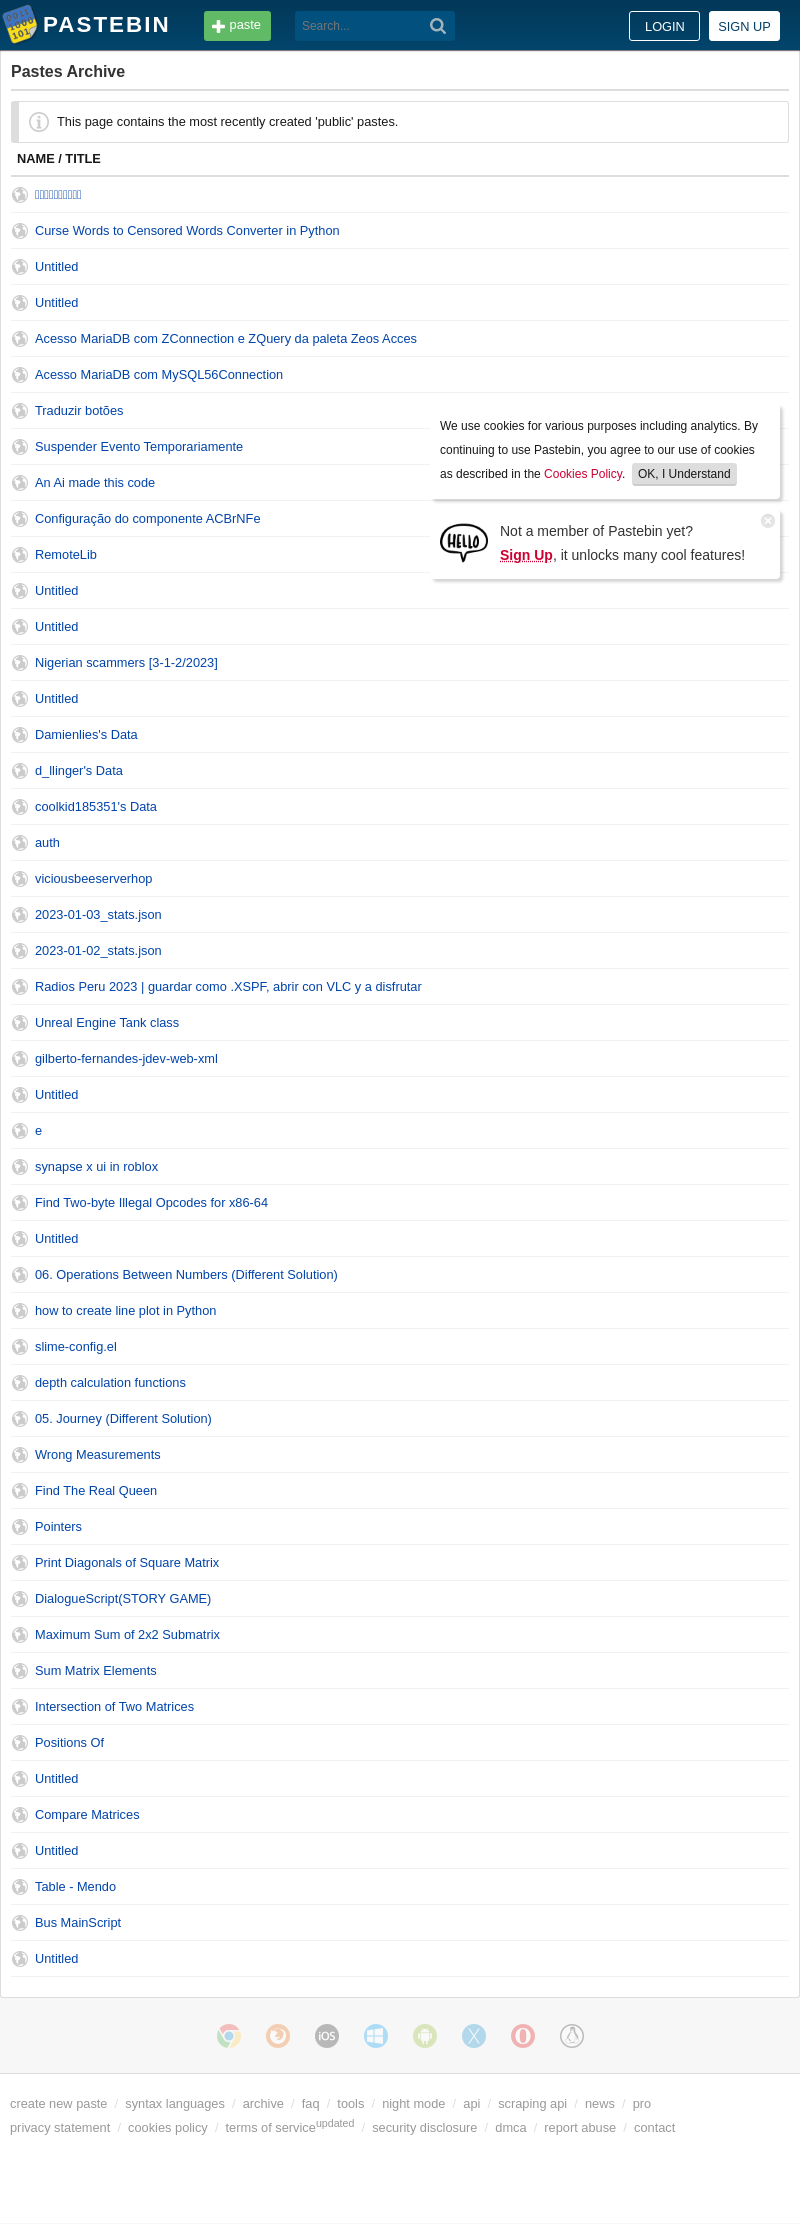 PASTEBIN
paste
Search...
LOGIN
SIGN UP
Pastes Archive
This page contains the most recently created 'public' pastes.
NAME / TITLE
Curse Words to Censored Words Converter in Python
Untitled
Untitled
Acesso MariaDB com ZConnection e ZQuery da paleta Zeos Acces
Acesso MariaDB com MySQL56Connection
Traduzir botões
Suspender Evento Temporariamente
An Ai made this code
Configuração do componente ACBrNFe
RemoteLib
We use cookies for various purposes including analytics. By
continuing to use Pastebin, you agree to our use of cookies
as described in the Cookies Policy. OK, I Understand
HELLO
Not a member of Pastebin yet?
Sign Up, it unlocks many cool features!
Untitled
Untitled
Nigerian scammers [3-1-2/2023]
Untitled
Damienlies's Data
d_llinger's Data
coolkid185351's Data
auth
viciousbeeserverhop
2023-01-03_stats.json
2023-01-02_stats.json
Radios Peru 2023 | guardar como .XSPF, abrir con VLC y a disfrutar
Unreal Engine Tank class
gilberto-fernandes-jdev-web-xml
Untitled
e
synapse x ui in roblox
Find Two-byte Illegal Opcodes for x86-64
Untitled
06. Operations Between Numbers (Different Solution)
how to create line plot in Python
slime-config.el
depth calculation functions
05. Journey (Different Solution)
Wrong Measurements
Find The Real Queen
Pointers
Print Diagonals of Square Matrix
DialogueScript(STORY GAME)
Maximum Sum of 2x2 Submatrix
Sum Matrix Elements
Intersection of Two Matrices
Positions Of
Untitled
Compare Matrices
Untitled
Table - Mendo
Bus MainScript
Untitled
iOS
create new paste / syntax languages / archive / faq / tools / night mode / api / scraping api / news / pro
privacy statement / cookies policy / terms of serviceupdated / security disclosure / dmca / report abuse / contact